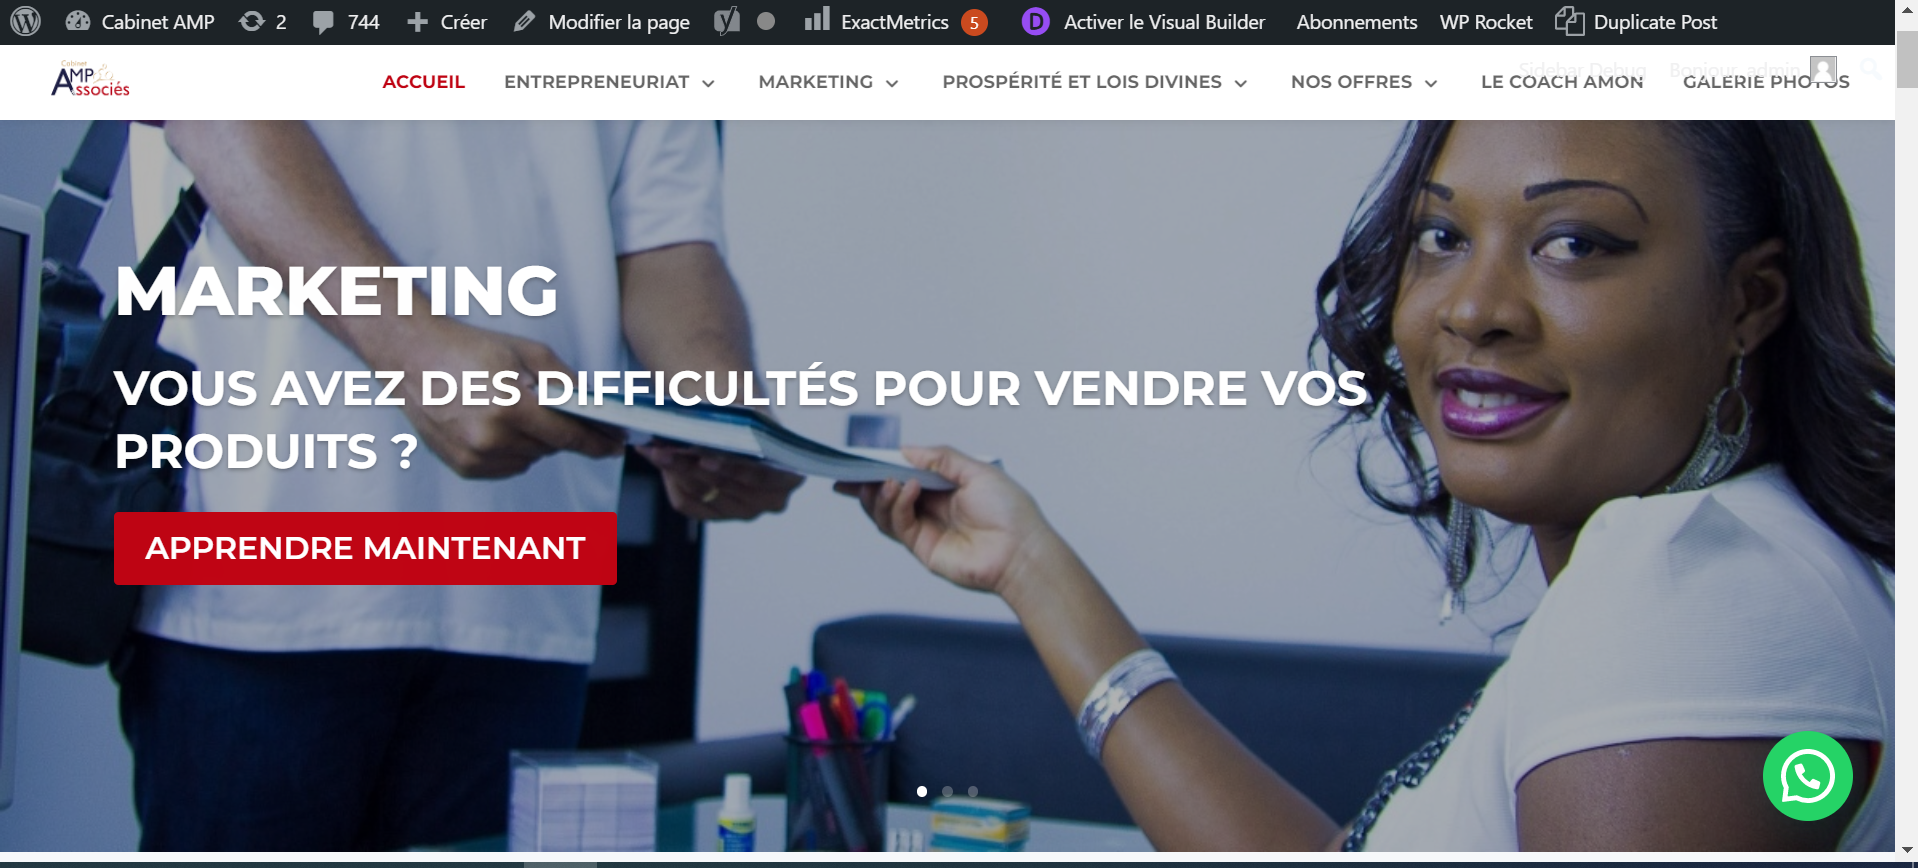 Cabinet AMP 2 744 Créer Modifier la page ExactMetrics 5 D Activer le Visual Builder Abonnements WP Rocket Duplicate Post
Sidebar Debug Bonjour, admin
Cabinet
AMP
Associés
ACCUEIL ENTREPRENEURIAT MARKETING PROSPÉRITÉ ET LOIS DIVINES NOS OFFRES LE COACH AMON GALERIE PHOTOS
MARKETING
VOUS AVEZ DES DIFFICULTÉS POUR VENDRE VOS
PRODUITS ?
APPRENDRE MAINTENANT